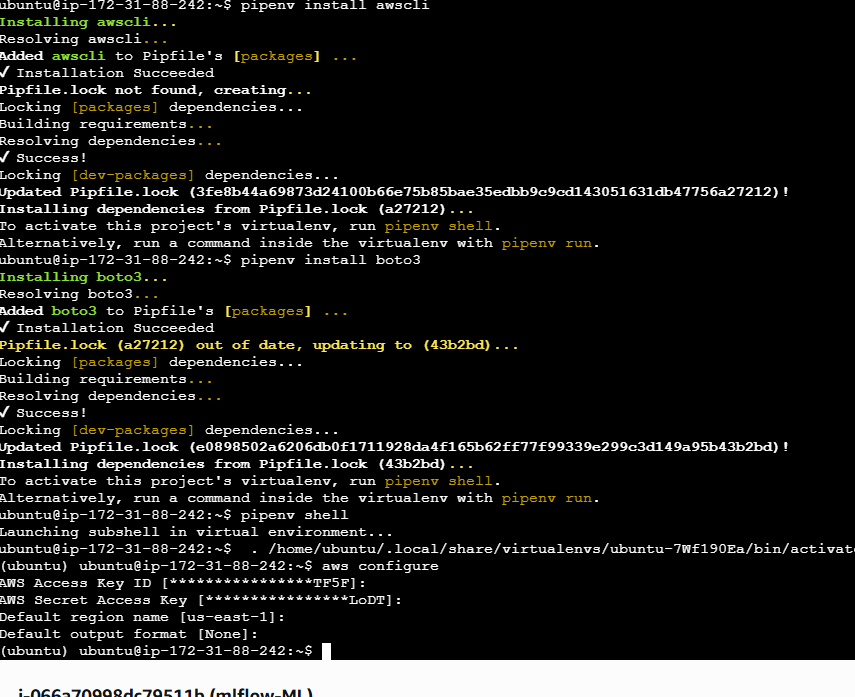 ubuntu@ip-172-31-88-242:~$ pipenv install awscli
Installing awscli...
Resolving awscli...
Added awscli to Pipfile's [packages] ...
✔ Installation Succeeded
Pipfile.lock not found, creating...
Locking [packages] dependencies...
Building requirements...
Resolving dependencies...
✔ Success!
Locking [dev-packages] dependencies...
Updated Pipfile.lock (3fe8b44a69873d24100b66e75b85bae35edbb9c9cd143051631db47756a27212)!
Installing dependencies from Pipfile.lock (a27212)...
To activate this project's virtualenv, run pipenv shell.
Alternatively, run a command inside the virtualenv with pipenv run.
ubuntu@ip-172-31-88-242:~$ pipenv install boto3
Installing boto3...
Resolving boto3...
Added boto3 to Pipfile's [packages] ...
✔ Installation Succeeded
Pipfile.lock (a27212) out of date, updating to (43b2bd)...
Locking [packages] dependencies...
Building requirements...
Resolving dependencies...
✔ Success!
Locking [dev-packages] dependencies...
Updated Pipfile.lock (e0898502a6206db0f1711928da4f165b62ff77f99339e299c3d149a95b43b2bd)!
Installing dependencies from Pipfile.lock (43b2bd)...
To activate this project's virtualenv, run pipenv shell.
Alternatively, run a command inside the virtualenv with pipenv run.
ubuntu@ip-172-31-88-242:~$ pipenv shell
Launching subshell in virtual environment...
ubuntu@ip-172-31-88-242:~$  . /home/ubuntu/.local/share/virtualenvs/ubuntu-7Wf190Ea/bin/activate
(ubuntu) ubuntu@ip-172-31-88-242:~$ aws configure
AWS Access Key ID [****************TF5F]:
AWS Secret Access Key [****************LoDT]:
Default region name [us-east-1]:
Default output format [None]:
(ubuntu) ubuntu@ip-172-31-88-242:~$
i-066a70998dc79511b (mlflow-ML)